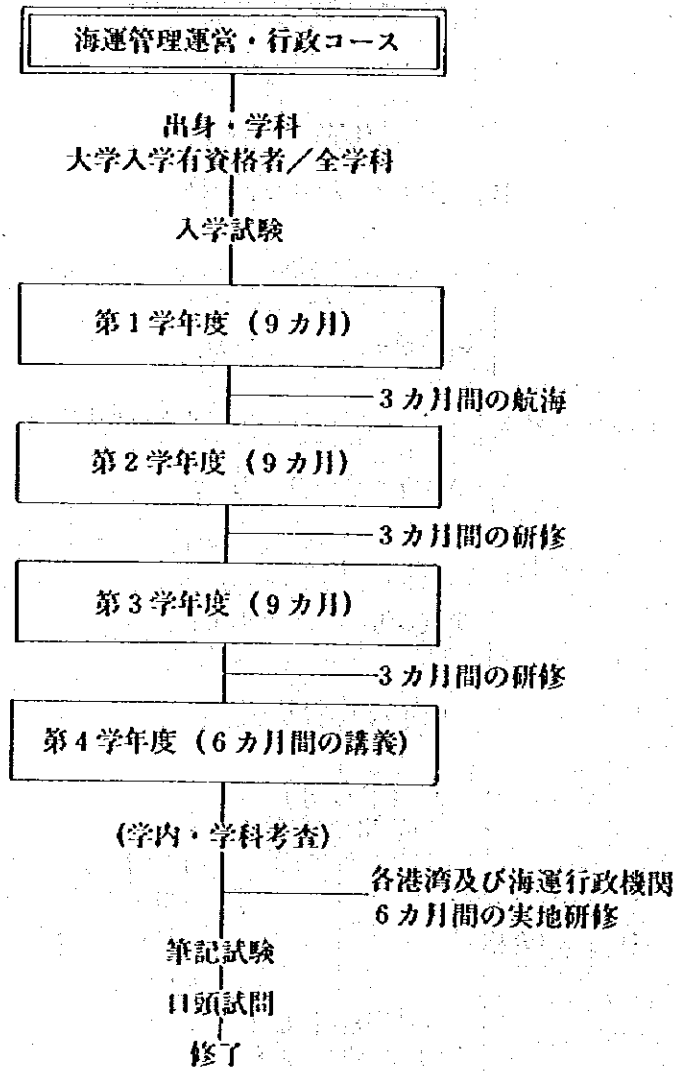 海運管理運営・行政コース
出身・学科
大学入学有資格者／全学科
入学試験
第1学年度（9カ月）
3カ月間の航海
第2学年度（9カ月）
3カ月間の研修
第3学年度（9カ月）
3カ月間の研修
第4学年度（6カ月間の講義）
（学内・学科考査）
各港湾及び海運行政機関
6カ月間の実地研修
筆記試験
口頭試問
修了